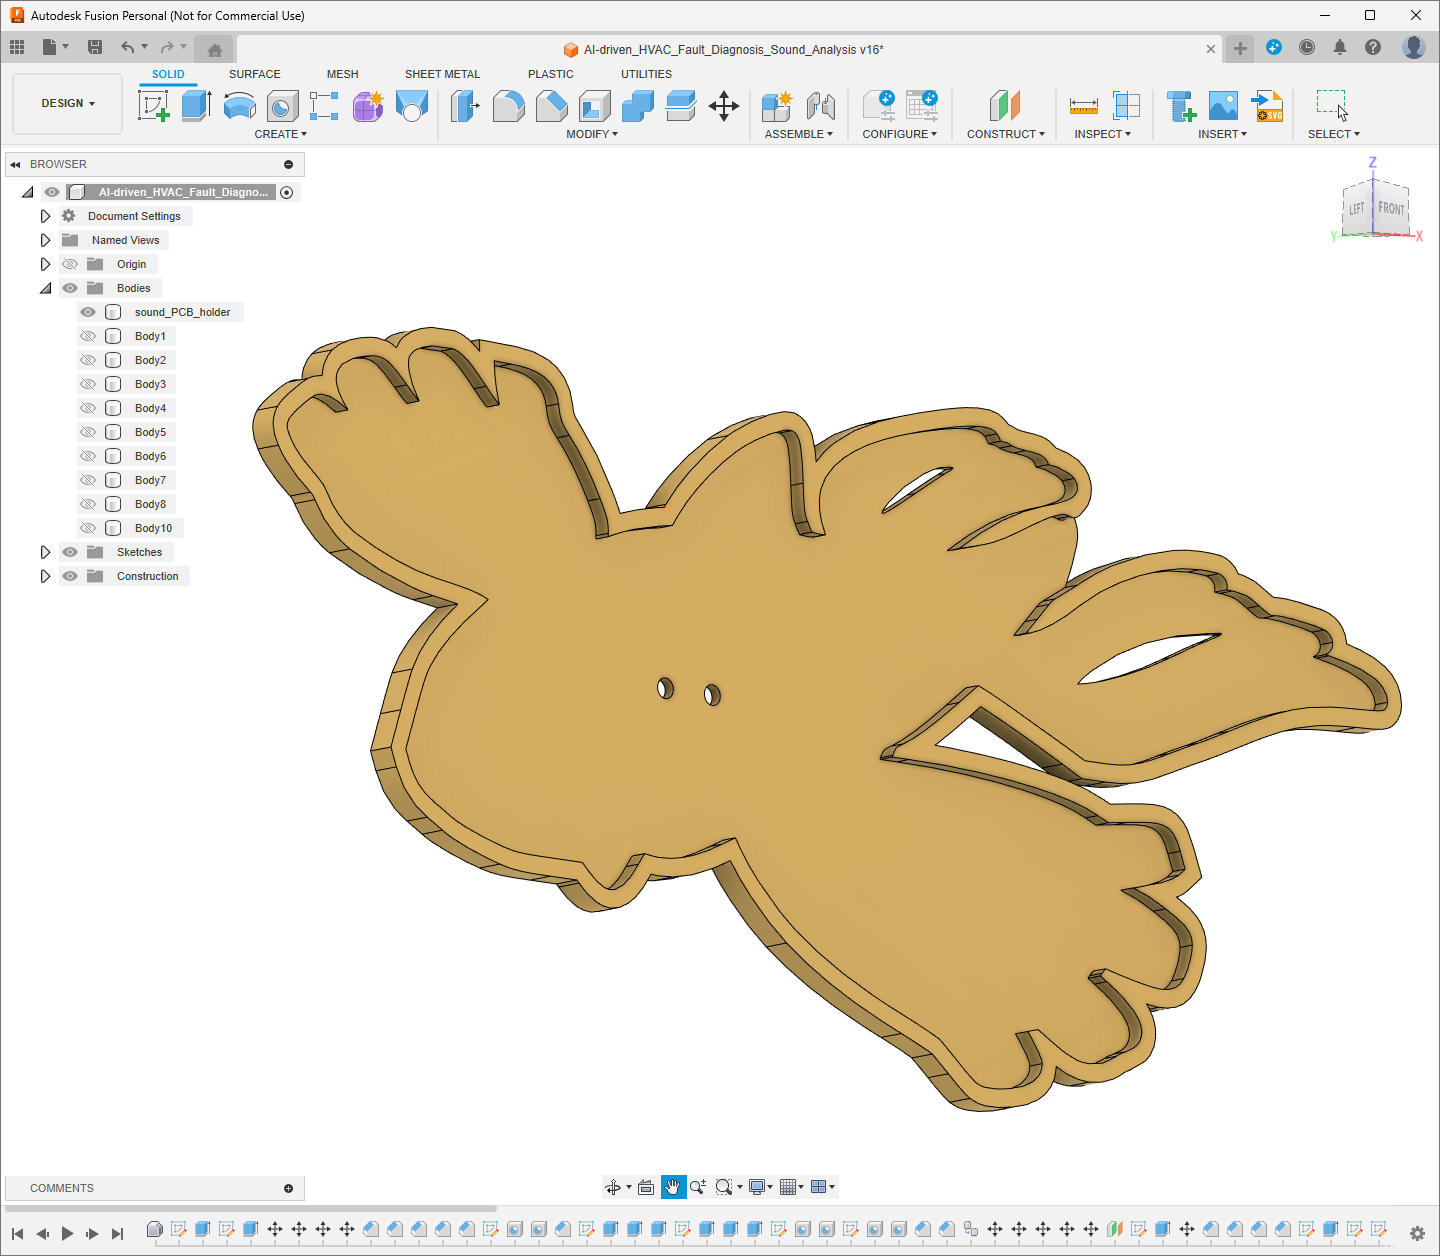 Autodesk Fusion Personal (Not for Commercial Use)
AI-driven_HVAC_Fault_Diagnosis_Sound_Analysis v16*
SOLID SURFACE MESH SHEET METAL PLASTIC UTILITIES
DESIGN
CREATE MODIFY ASSEMBLE CONFIGURE CONSTRUCT INSPECT INSERT SELECT
SVG
BROWSER
AI-driven_HVAC_Fault_Diagno...
Document Settings
Named Views
Origin
Bodies
sound_PCB_holder
Body1
Body2
Body3
Body4
Body5
Body6
Body7
Body8
Body10
Sketches
Construction
Z
LEFT FRONT
Y X
COMMENTS